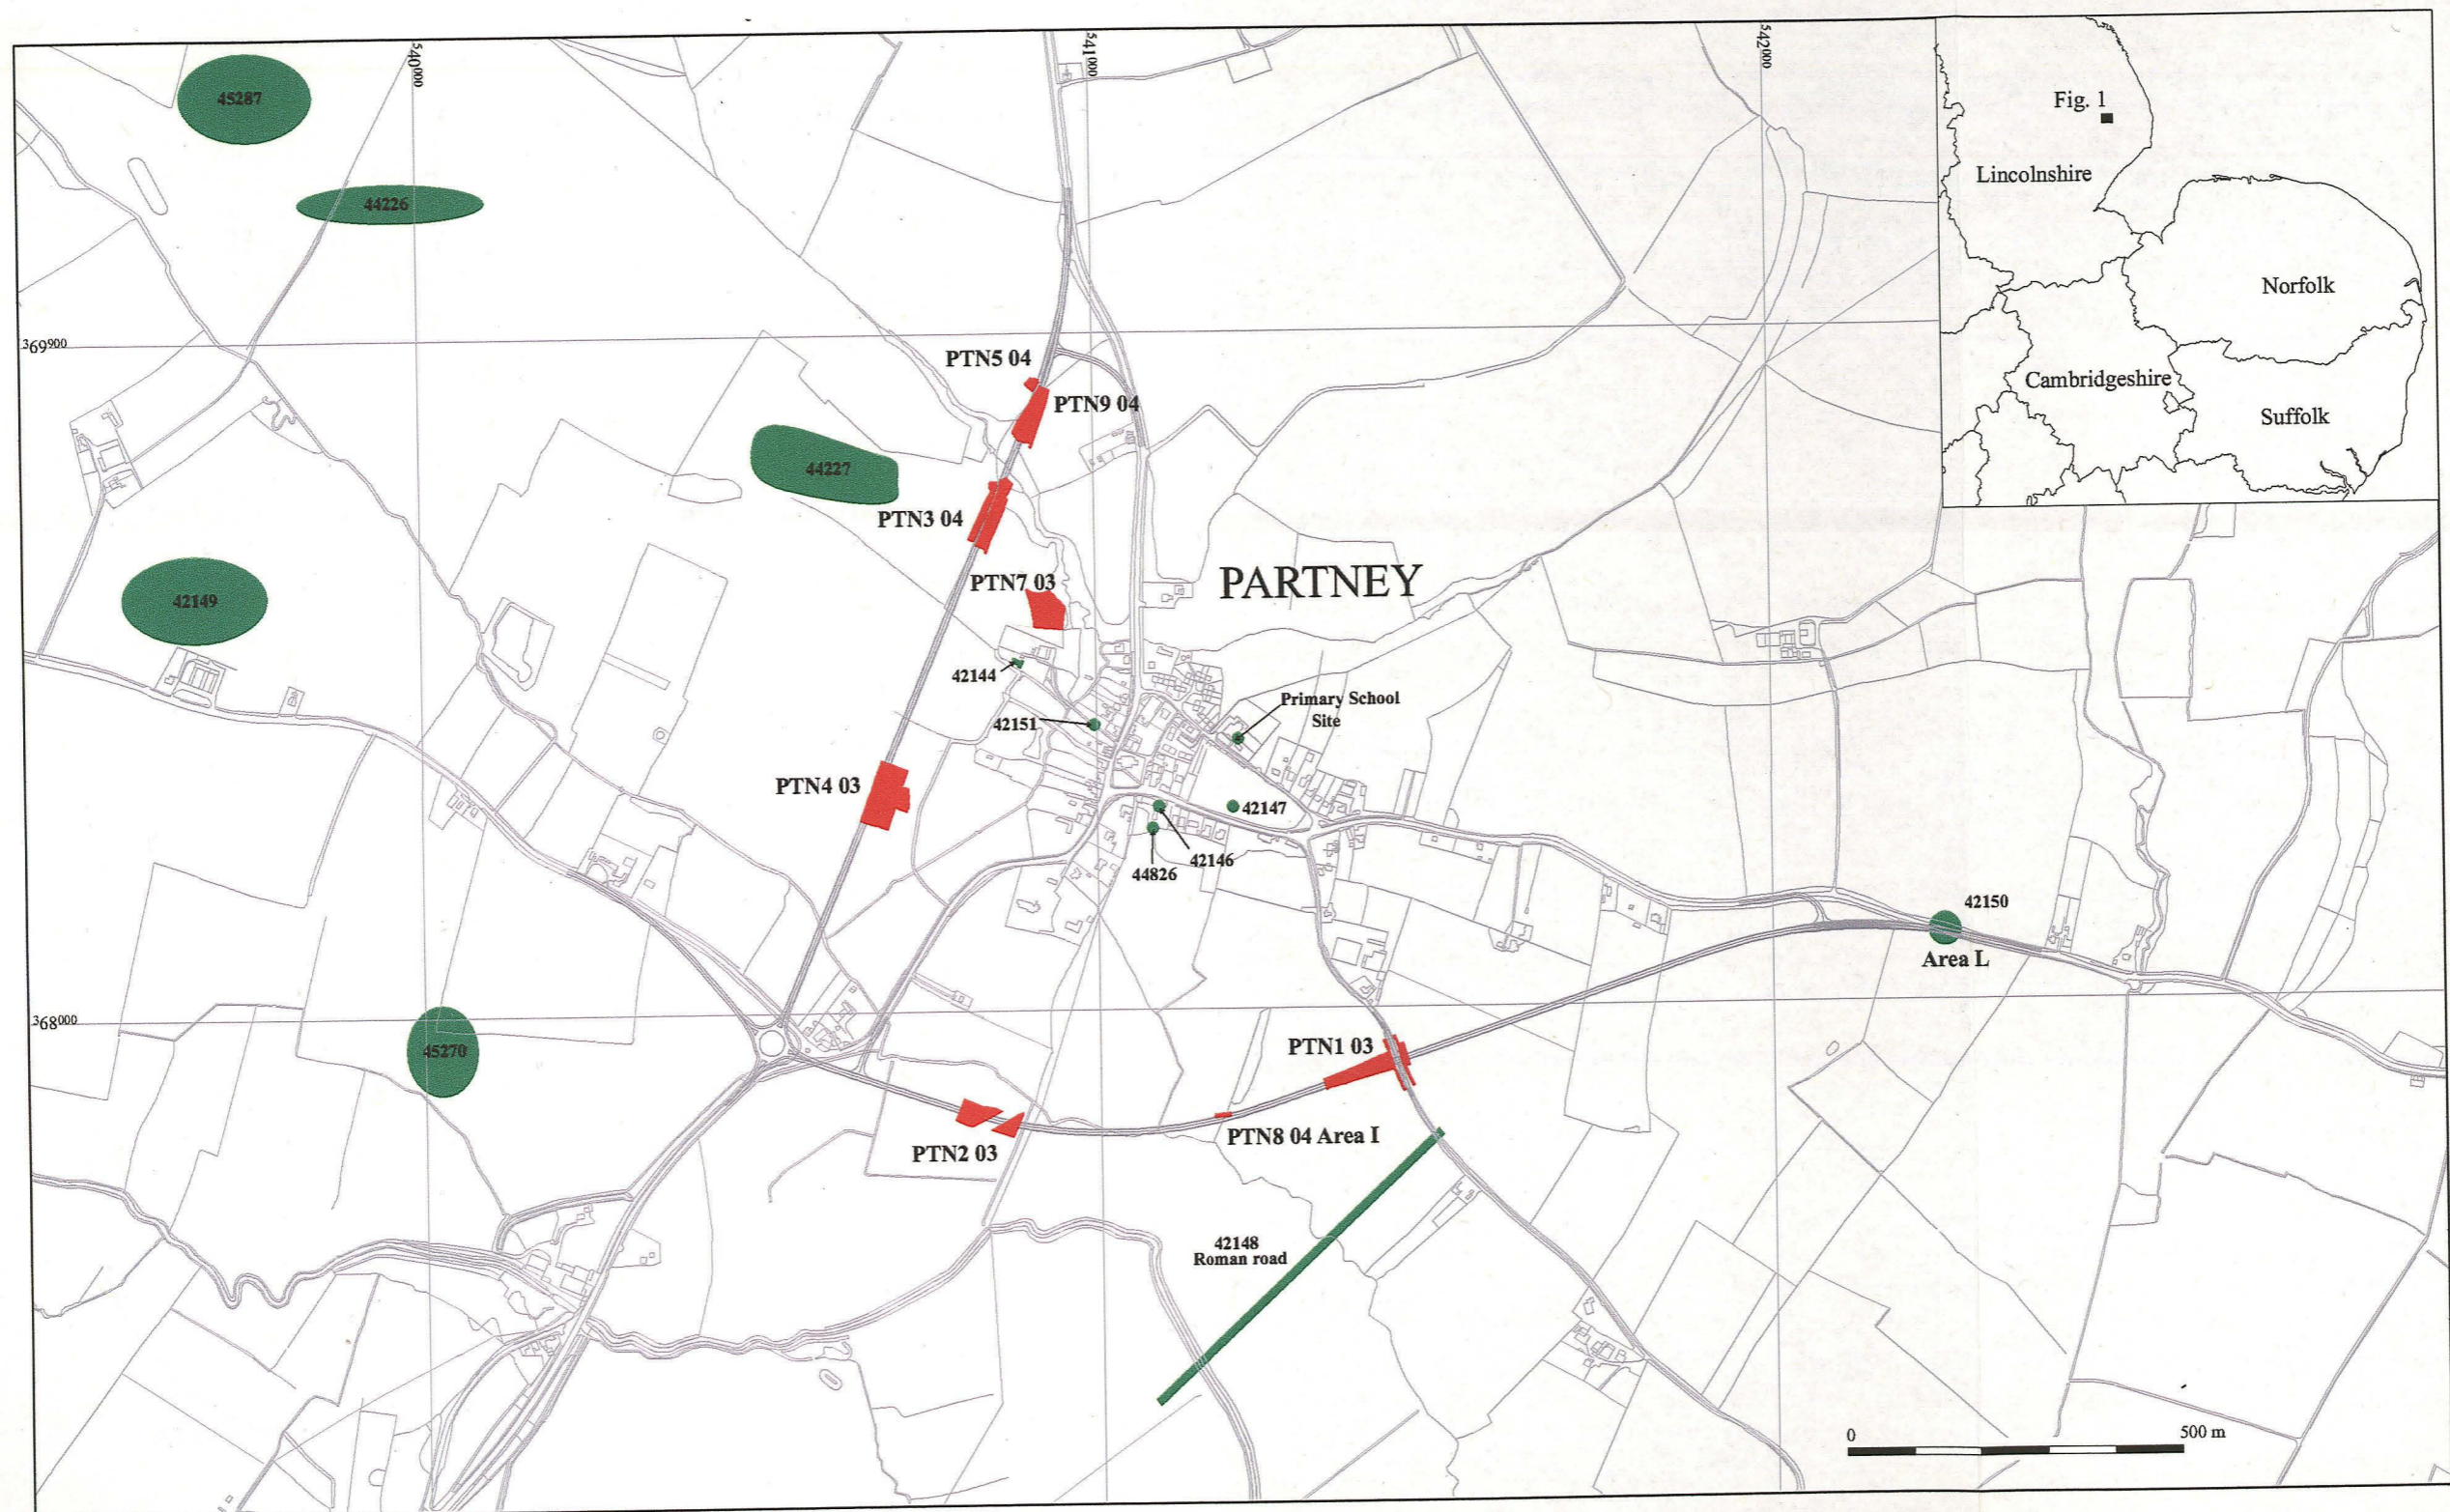 540000
541000
542000
45287
Fig. 1
Lincolnshire
44226
Norfolk
369900
PTN5 04
Cambridgeshire
PTN9 04
Suffolk
44227
PTN3 04
PARTNEY
PTN7 03
42149
42144
Primary School
Site
42151
PTN4 03
42147
42146
44826
42150
Area L
368000
PTN1 03
45270
PTN8 04 Area I
PTN2 03
42148
Roman road
0
500 m